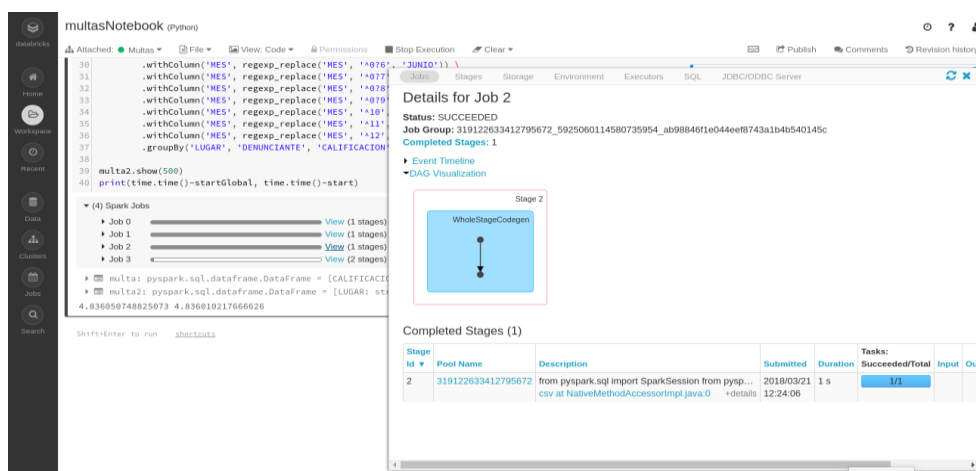 multasNotebook (Python)
databricks
Home
Workspace
Recent
Data
Clusters
Jobs
Search
Attached: Multas File View: Code Permissions Stop Execution Clear Publish Comments Revision history
30 .withColumn('MES', regexp_replace('MES', '^076', 'JUNIO')) \
31 .withColumn('MES', regexp_replace('MES', '^077'
32 .withColumn('MES', regexp_replace('MES', '^078'
33 .withColumn('MES', regexp_replace('MES', '^079'
34 .withColumn('MES', regexp_replace('MES', '^10',
35 .withColumn('MES', regexp_replace('MES', '^11',
36 .withColumn('MES', regexp_replace('MES', '^12',
37 .groupBy('LUGAR', 'DENUNCIANTE', 'CALIFICACION'
38
39 multa2.show(500)
40 print(time.time()-startGlobal, time.time()-start)
(4) Spark Jobs
Job 0 View (1 stages)
Job 1 View (1 stages)
Job 2 View (1 stages)
Job 3 View (2 stages)
multa: pyspark.sql.dataframe.DataFrame = [CALIFICACI
multa2: pyspark.sql.dataframe.DataFrame = [LUGAR: str
4.836050748825073 4.836010217666626
Shift+Enter to run shortcuts
Jobs Stages Storage Environment Executors SQL JDBC/ODBC Server
Details for Job 2
Status: SUCCEEDED
Job Group: 319122633412795672_5925060114580735954_ab98846f1e044eef8743a1b4b540145c
Completed Stages: 1
Event Timeline
DAG Visualization
Stage 2
WholeStageCodegen
Completed Stages (1)
Stage Id Pool Name Description Submitted Duration Tasks: Succeeded/Total Input Ou
2 319122633412795672 from pyspark.sql import SparkSession from pysp... 2018/03/21 1 s 1/1
csv at NativeMethodAccessorImpl.java:0 +details 12:24:06